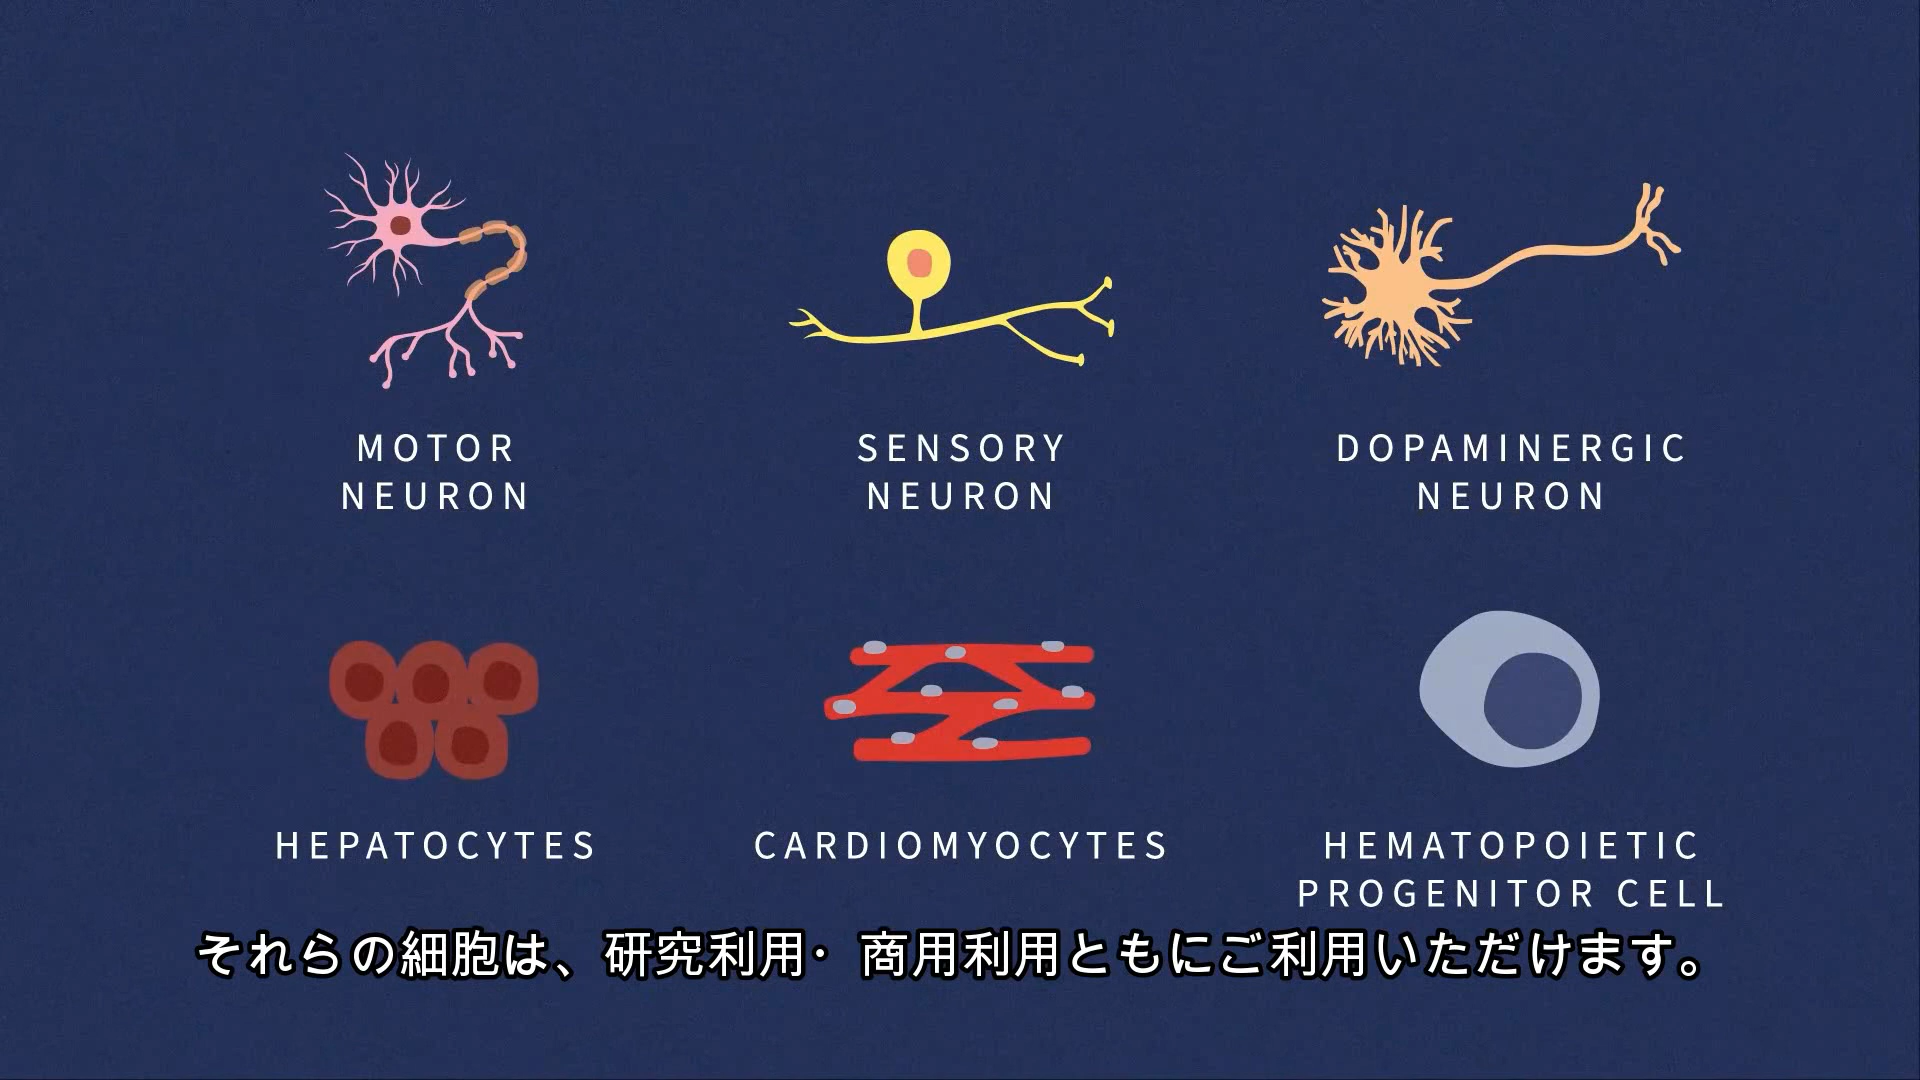 MOTOR
NEURON
SENSORY
NEURON
DOPAMINERGIC
NEURON
HEPATOCYTES
CARDIOMYOCYTES
HEMATOPOIETIC
PROGENITOR CELL
それらの細胞は、研究利用・商用利用ともにご利用いただけます。